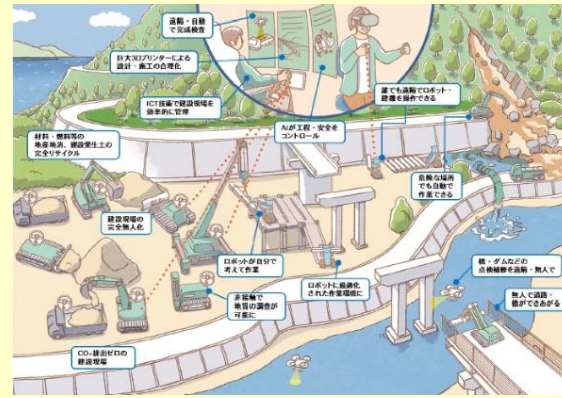 遠隔・自動
で完成検査
巨大3Dプリンターによる
設計・施工の合理化
ICT技術で建設現場を
効率的に管理
AIが工程・安全を
コントロール
誰でも遠隔でロボット・
建機を操作できる
材料・燃料等の
地産地消、建設発生土の
完全リサイクル
危険な場所
でも自動で
作業できる
建設現場の
完全無人化
ロボットが自分で
考えて作業
ロボットに最適化
された作業環境に
橋・ダムなどの
点検補修を遠隔・無人で
非接触で
地質の調査が
可能に
無人で道路・
橋ができあがる
CO₂排出ゼロの
建設現場